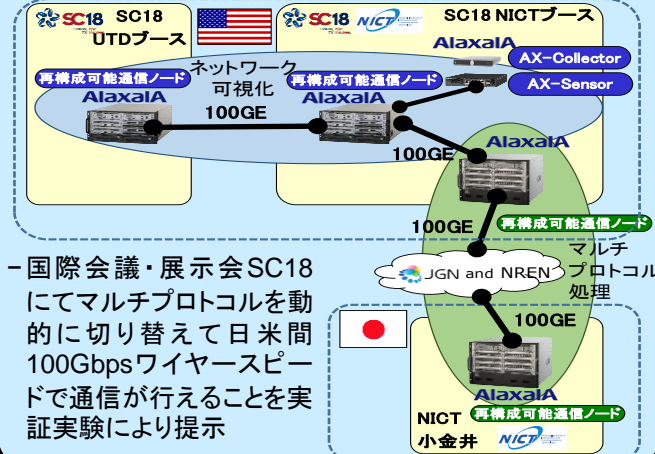 SC18
SC18
UTDブース
SC18
NICT
SC18 NICTブース
AlaxalA
AX-Collector
AX-Sensor
ネットワーク
可視化
再構成可能通信ノード
AlaxalA
100GE
再構成可能通信ノード
AlaxalA
100GE
AlaxalA
100GE
再構成可能通信ノード
マルチ
プロトコル
処理
JGN and NREN
100GE
AlaxalA
再構成可能通信ノード
NICT
小金井
NICT
-国際会議・展示会SC18
にてマルチプロトコルを動
的に切り替えて日米間
100Gbpsワイヤースピー
ドで通信が行えることを実
証実験により提示